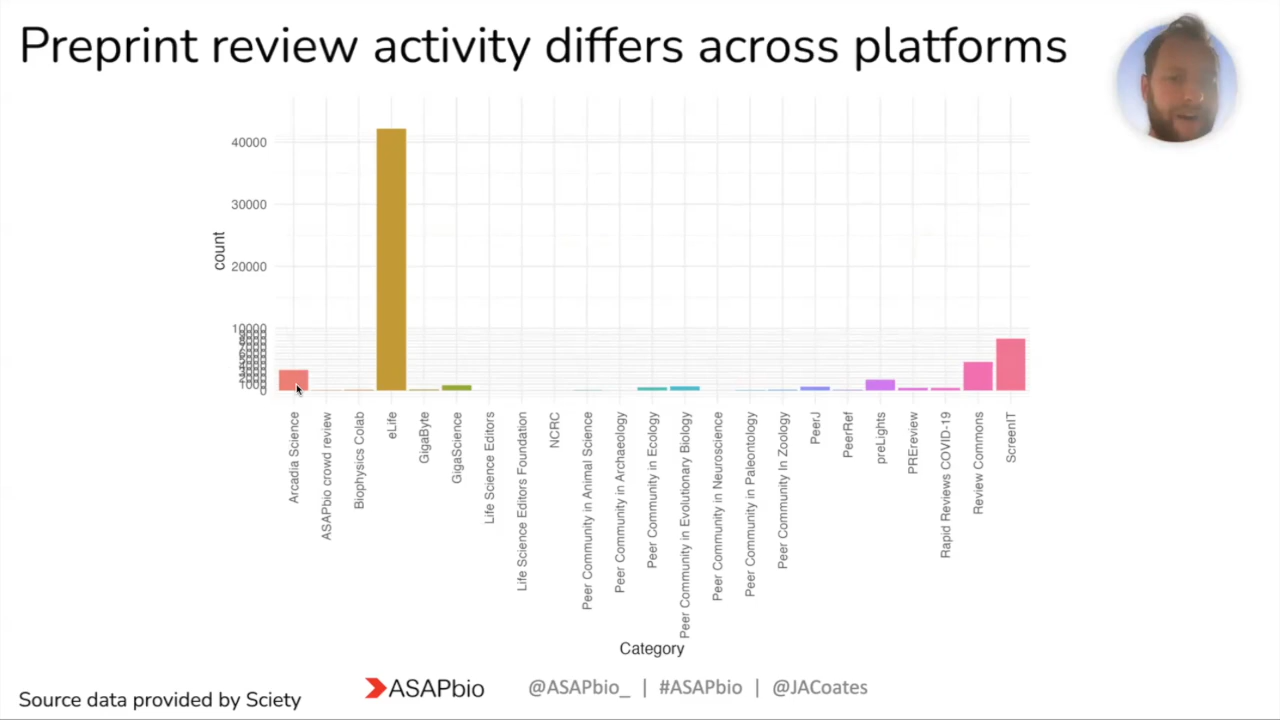 Preprint review activity differs across platforms
count
40000
30000
20000
10000
1000
0
Arcadia Science
ASAPbio crowd review
Biophysics Colab
eLife
GigaByte
GigaScience
Life Science Editors
Life Science Editors Foundation
NCRC
Peer Community in Animal Science
Peer Community in Archaeology
Peer Community in Ecology
Peer Community in Evolutionary Biology
Peer Community in Neuroscience
Peer Community in Paleontology
Peer Community In Zoology
PeerJ
PeerRef
preLights
PREreview
Rapid Reviews COVID-19
Review Commons
ScreenIT
Category
Source data provided by Sciety
ASAPbio
@ASAPbio_ | #ASAPbio | @JACoates